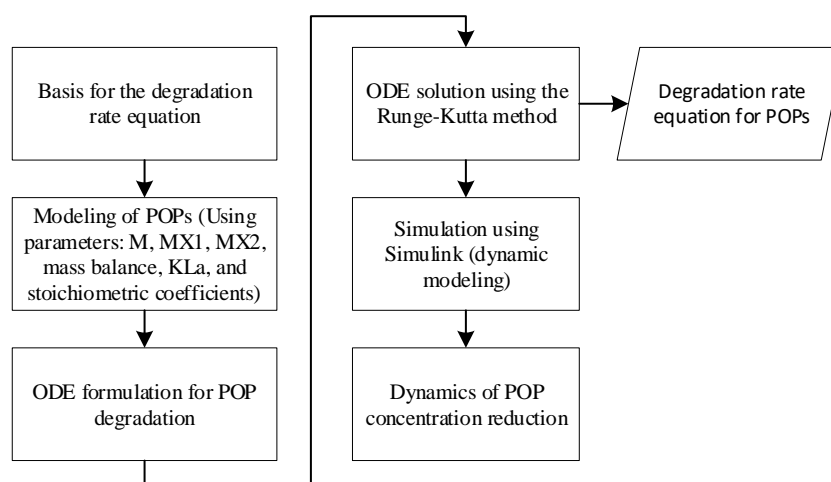 Basis for the degradation
rate equation
Modeling of POPs (Using
parameters: M, MX1, MX2,
mass balance, KLa, and
stoichiometric coefficients)
ODE formulation for POP
degradation
ODE solution using the
Runge-Kutta method
Degradation rate
equation for POPs
Simulation using
Simulink (dynamic
modeling)
Dynamics of POP
concentration reduction